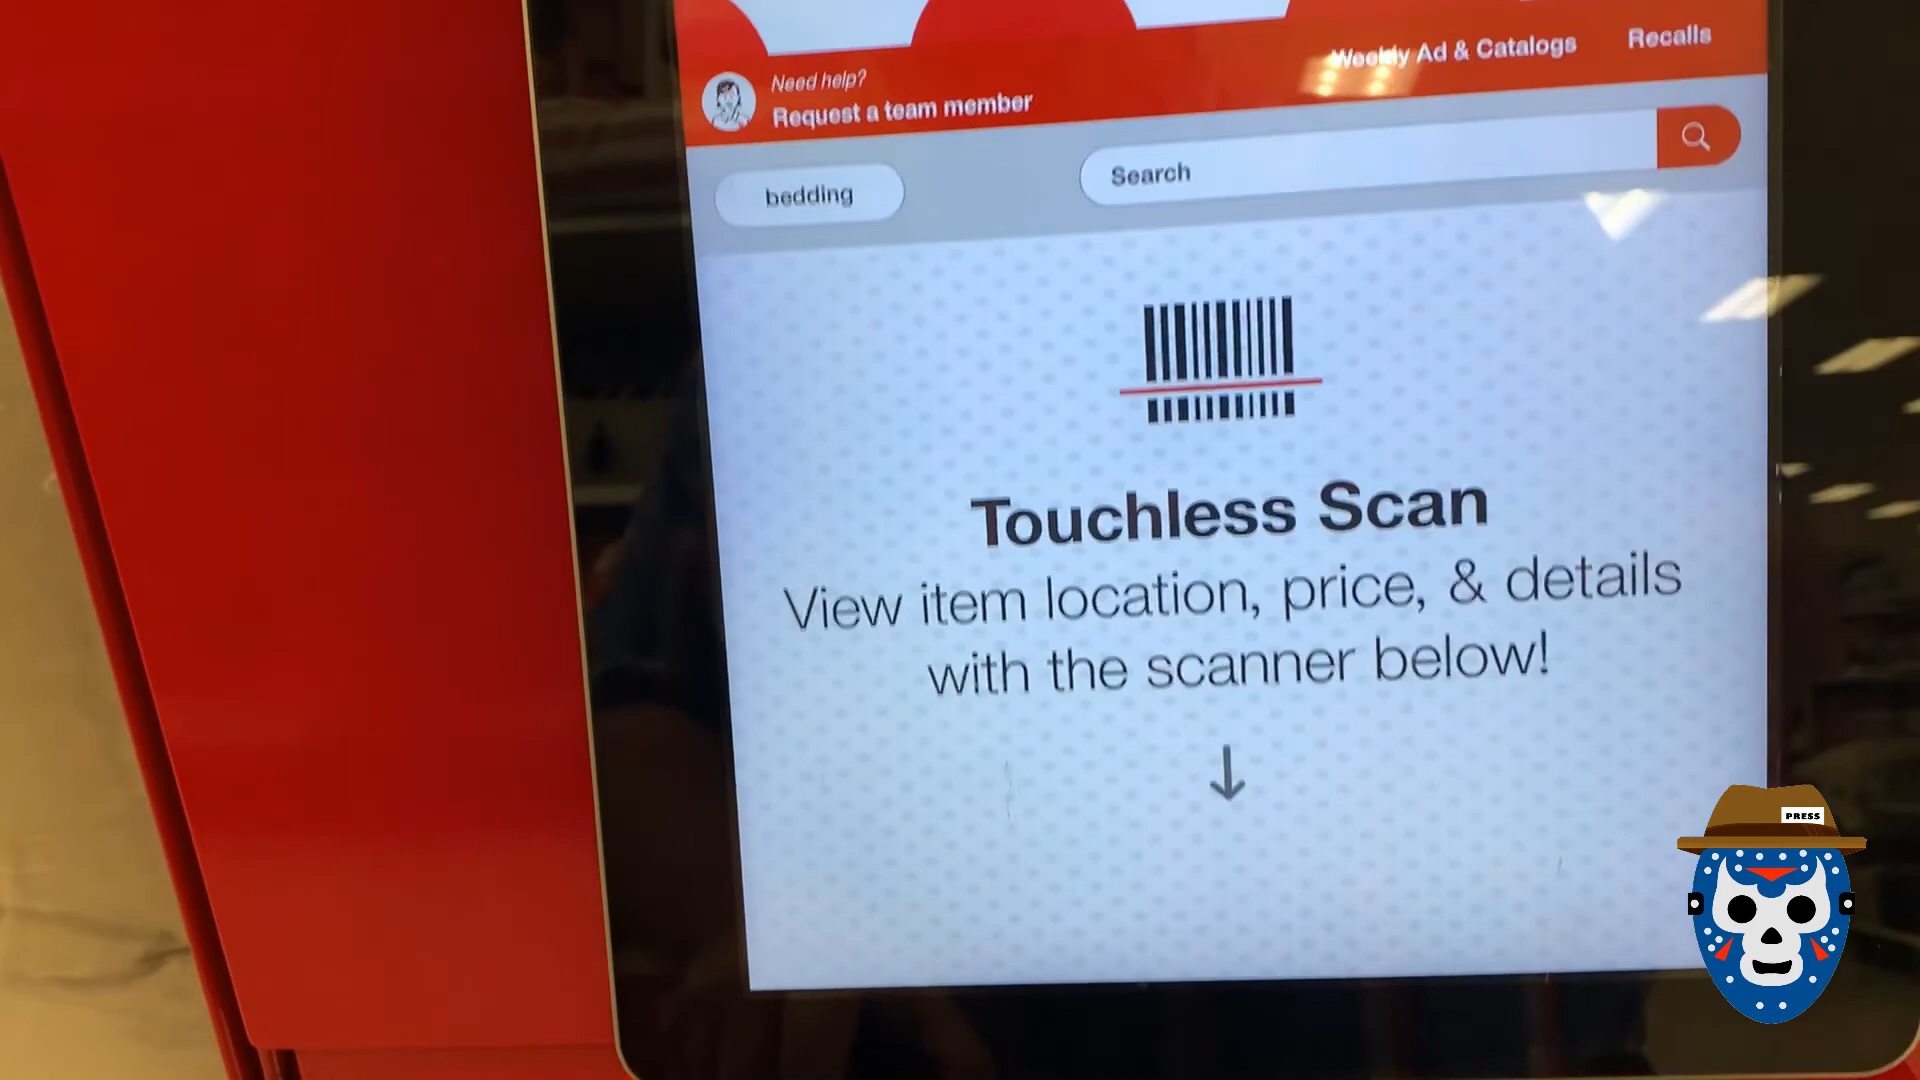 Weekly Ad & Catalogs
Recalls
Need help?
Request a team member
bedding
Search
Touchless Scan
View item location, price, & details
with the scanner below!
PRESS